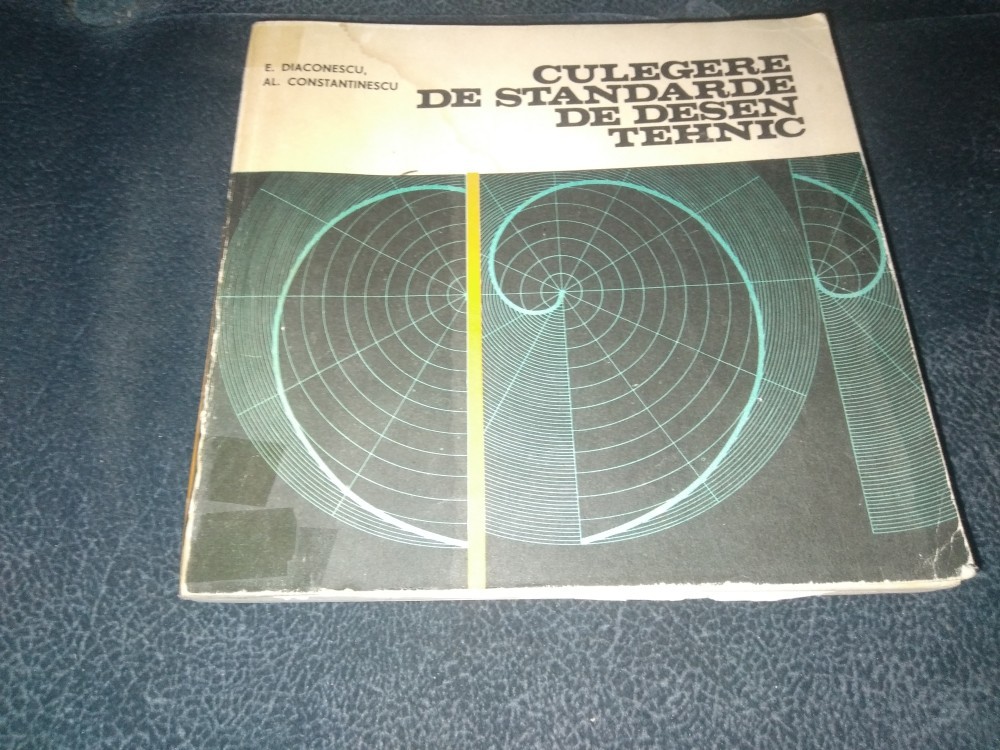 E. DIACONESCU,
AL. CONSTANTINESCU
CULEGERE
DE STANDARDE
DE DESEN
TEHNIC